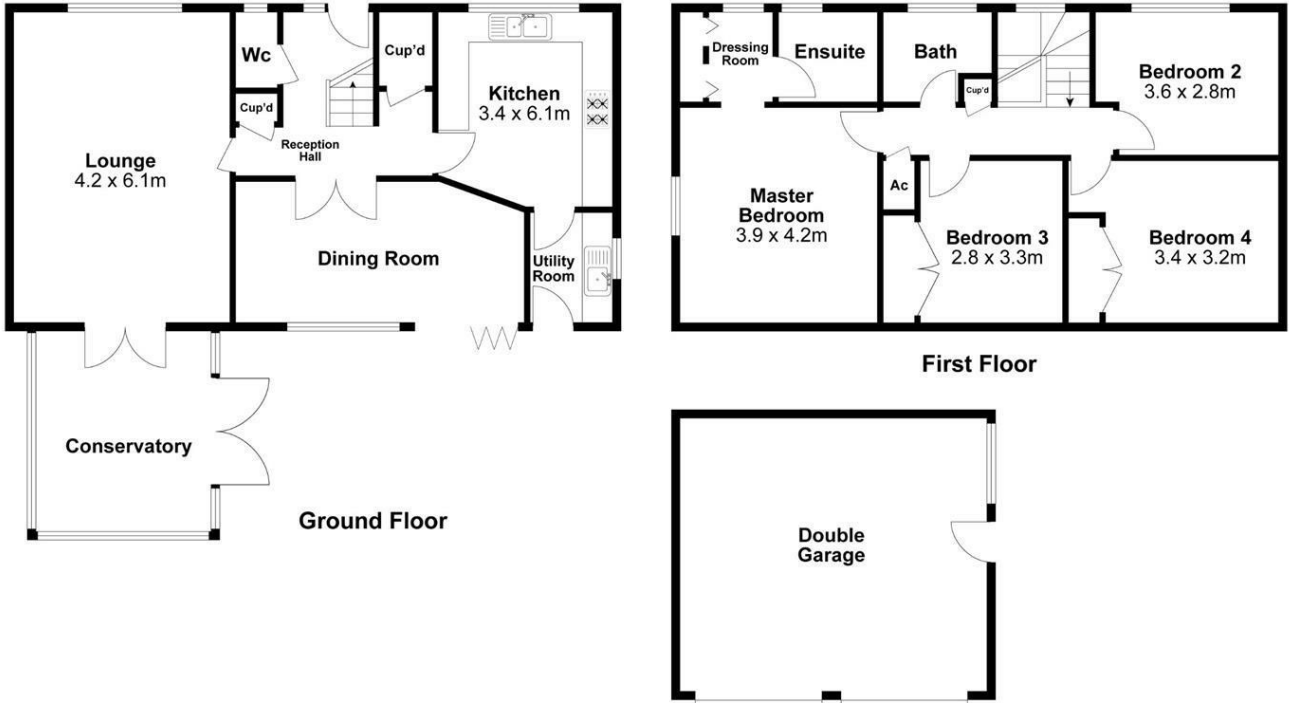 Wc
Cup'd
Cup'd
Kitchen
3.4 x 6.1m
Reception
Hall
Lounge
4.2 x 6.1m
Dining Room
Utility
Room
Conservatory
Ground Floor
Dressing
Room
Ensuite
Bath
Cup'd
Bedroom 2
3.6 x 2.8m
Master
Bedroom
3.9 x 4.2m
Ac
Bedroom 3
2.8 x 3.3m
Bedroom 4
3.4 x 3.2m
First Floor
Double
Garage